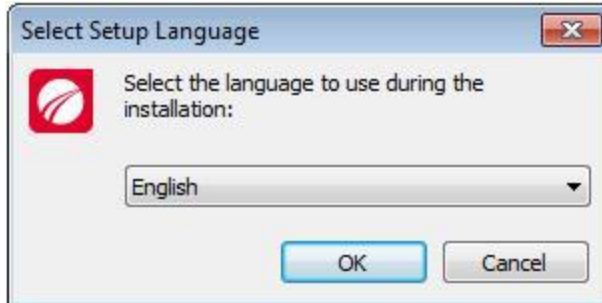 Select Setup Language
Select the language to use during the
installation:
English
OK
Cancel